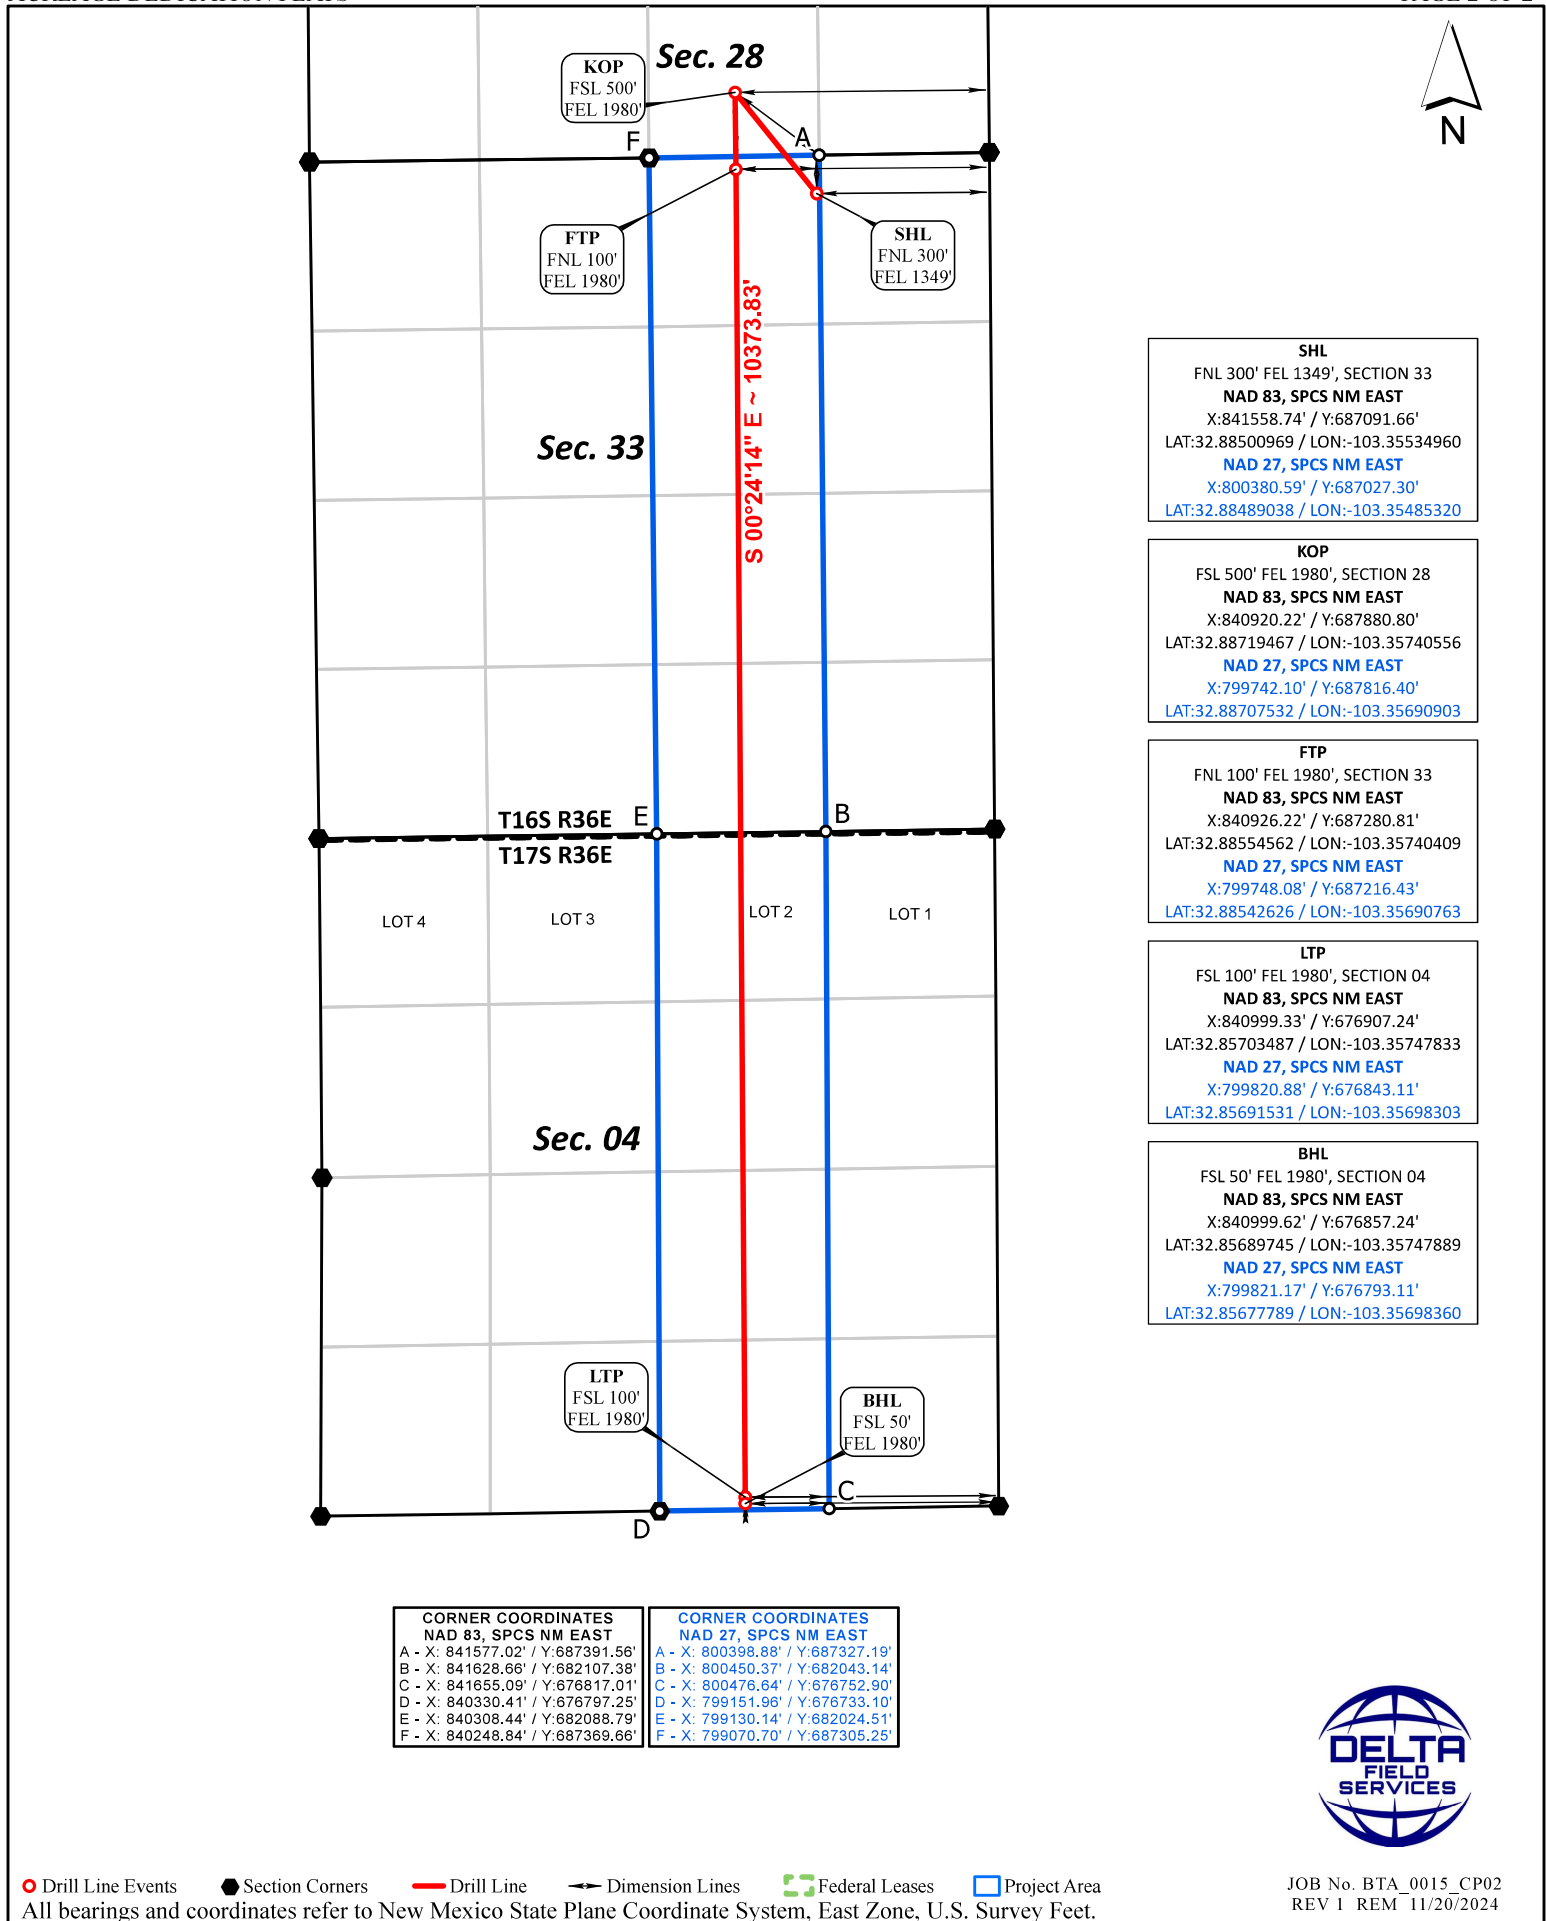 Sec. 28
KOP
FSL 500'
FEL 1980'
N
F
A
FTP
FNL 100'
FEL 1980'
SHL
FNL 300'
FEL 1349'
S 00°24'14" E ~ 10373.83'
Sec. 33
SHL
FNL 300' FEL 1349', SECTION 33
NAD 83, SPCS NM EAST
X:841558.74' / Y:687091.66'
LAT:32.88500969 / LON:-103.35534960
NAD 27, SPCS NM EAST
X:800380.59' / Y:687027.30'
LAT:32.88489038 / LON:-103.35485320
KOP
FSL 500' FEL 1980', SECTION 28
NAD 83, SPCS NM EAST
X:840920.22' / Y:687880.80'
LAT:32.88719467 / LON:-103.35740556
NAD 27, SPCS NM EAST
X:799742.10' / Y:687816.40'
LAT:32.88707532 / LON:-103.35690903
FTP
FNL 100' FEL 1980', SECTION 33
NAD 83, SPCS NM EAST
X:840926.22' / Y:687280.81'
LAT:32.88554562 / LON:-103.35740409
NAD 27, SPCS NM EAST
X:799748.08' / Y:687216.43'
LAT:32.88542626 / LON:-103.35690763
LTP
FSL 100' FEL 1980', SECTION 04
NAD 83, SPCS NM EAST
X:840999.33' / Y:676907.24'
LAT:32.85703487 / LON:-103.35747833
NAD 27, SPCS NM EAST
X:799820.88' / Y:676843.11'
LAT:32.85691531 / LON:-103.35698303
BHL
FSL 50' FEL 1980', SECTION 04
NAD 83, SPCS NM EAST
X:840999.62' / Y:676857.24'
LAT:32.85689745 / LON:-103.35747889
NAD 27, SPCS NM EAST
X:799821.17' / Y:676793.11'
LAT:32.85677789 / LON:-103.35698360
T16S R36E
E
B
T17S R36E
LOT 4
LOT 3
LOT 2
LOT 1
Sec. 04
LTP
FSL 100'
FEL 1980'
BHL
FSL 50'
FEL 1980'
C
D
CORNER COORDINATES
NAD 83, SPCS NM EAST
A - X: 841577.02' / Y:687391.56'
B - X: 841628.66' / Y:682107.38'
C - X: 841655.09' / Y:676817.01'
D - X: 840330.41' / Y:676797.25'
E - X: 840308.44' / Y:682088.79'
F - X: 840248.84' / Y:687369.66'
CORNER COORDINATES
NAD 27, SPCS NM EAST
A - X: 800398.88' / Y:687327.19'
B - X: 800450.37' / Y:682043.14'
C - X: 800476.64' / Y:676752.90'
D - X: 799151.96' / Y:676733.10'
E - X: 799130.14' / Y:682024.51'
F - X: 799070.70' / Y:687305.25'
DELTA
FIELD
SERVICES
Drill Line Events
Section Corners
Drill Line
Dimension Lines
Federal Leases
Project Area
All bearings and coordinates refer to New Mexico State Plane Coordinate System, East Zone, U.S. Survey Feet.
JOB No. BTA_0015_CP02
REV 1 REM 11/20/2024